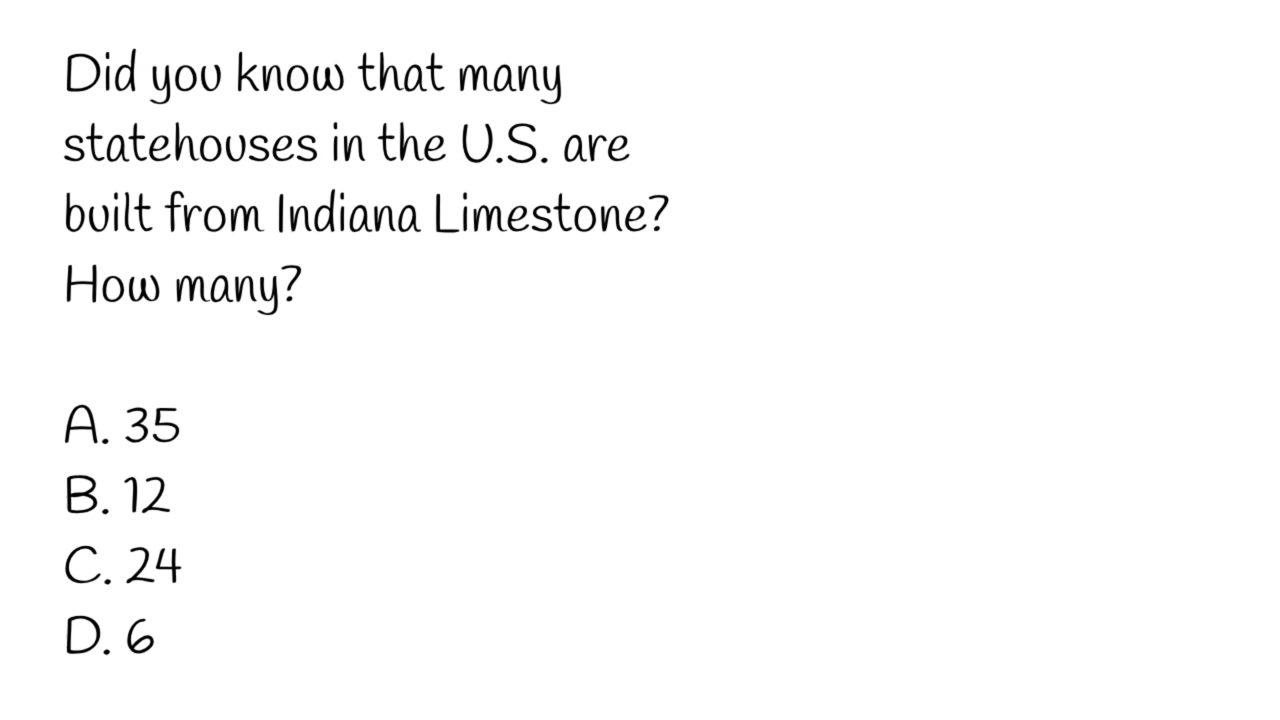 Did you know that many
statehouses in the U.S. are
built from Indiana Limestone?
How many?
A. 35
B. 12
C. 24
D. 6